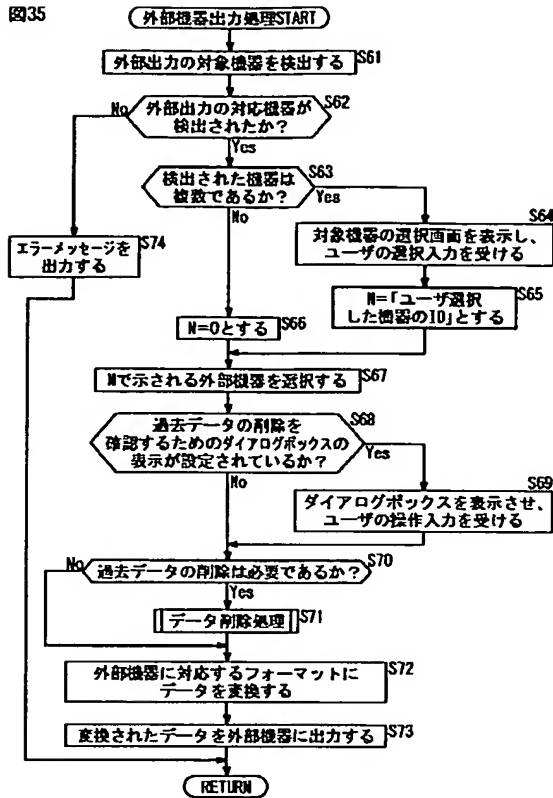 図35
外部機器出力処理START
外部出力の対象機器を検出する S61
外部出力の対応機器が S62
検出されたか？
No
Yes
検出された機器は S63
複数であるか？
Yes
No
対象機器の選択画面を表示し、 S64
ユーザの選択入力を受ける
エラーメッセージを S74
出力する
N=「ユーザ選択 S65
した機器のID」とする
N=0とする S66
Nで示される外部機器を選択する S67
過去データの削除を S68
確認するためのダイアログボックスの
表示が設定されているか？
Yes
No
ダイアログボックスを表示させ、 S69
ユーザの操作入力を受ける
No
過去データの削除は必要であるか？ S70
Yes
データ削除処理 S71
外部機器に対応するフォーマットに S72
データを変換する
変換されたデータを外部機器に出力する S73
RETURN